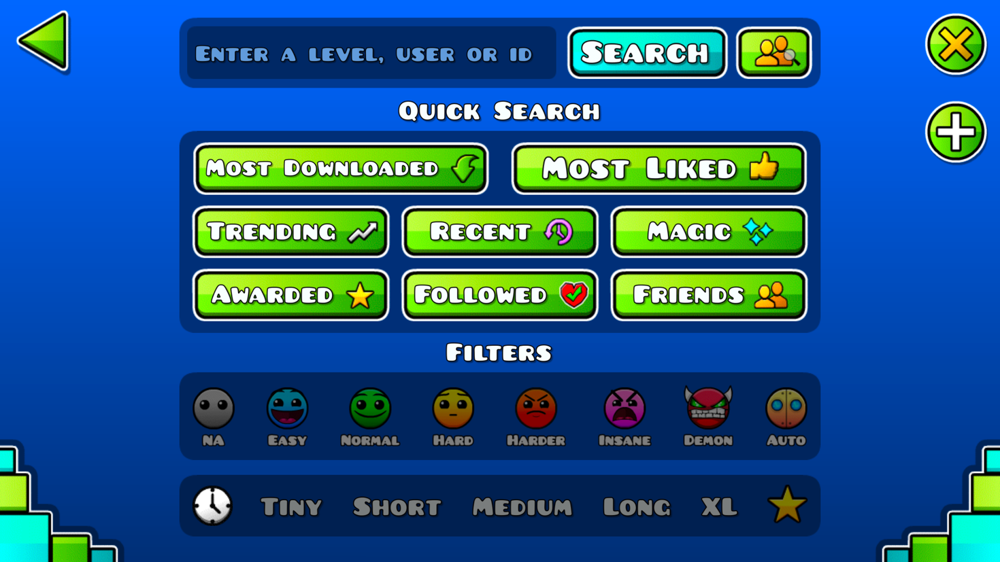 Enter a level, user or id Search
Quick Search
Most Downloaded Most Liked
Trending Recent Magic
Awarded Followed Friends
Filters
NA Easy Normal Hard Harder Insane Demon Auto
Tiny Short Medium Long XL